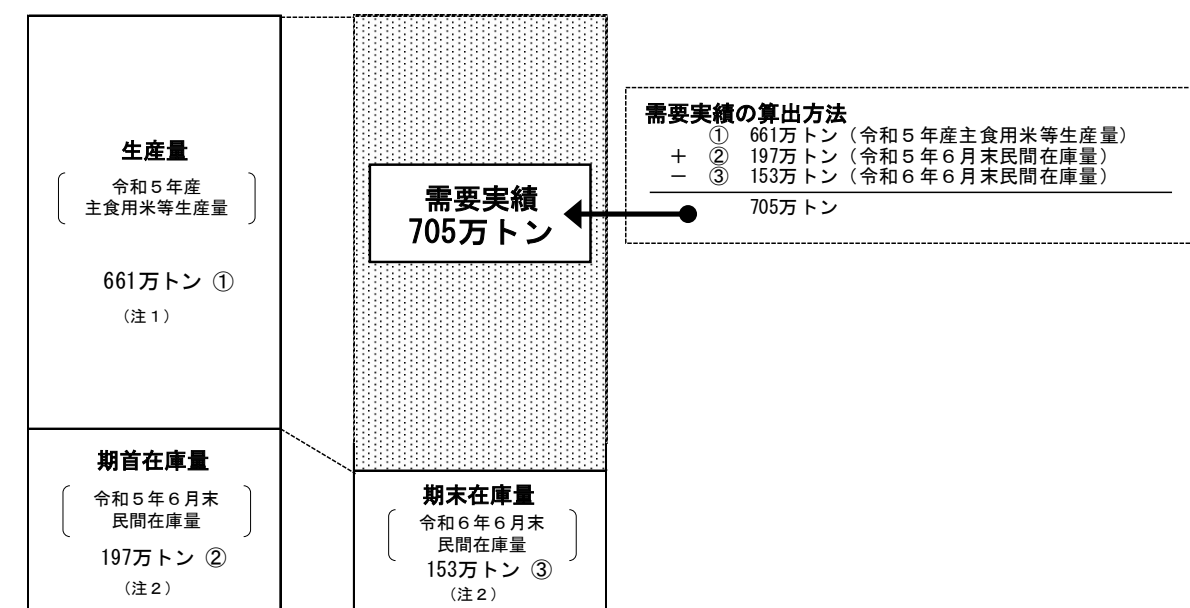 生産量
令和５年産
主食用米等生産量
661万トン ①
（注１）
期首在庫量
令和５年６月末
民間在庫量
197万トン ②
（注２）
需要実績
705万トン
期末在庫量
令和６年６月末
民間在庫量
153万トン ③
（注２）
需要実績の算出方法
① 661万トン（令和５年産主食用米等生産量）
＋ ② 197万トン（令和５年６月末民間在庫量）
－ ③ 153万トン（令和６年６月末民間在庫量）
705万トン